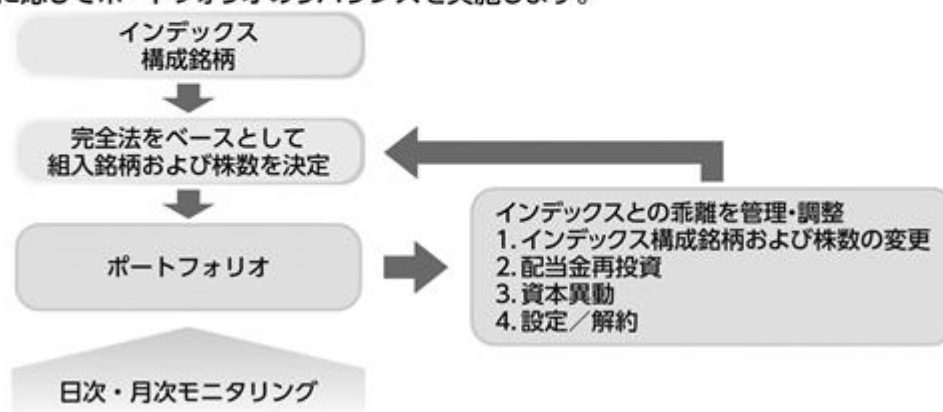 に応じてポートフォリオのリバランスを実施します。
インデックス
構成銘柄
完全法をベースとして
組入銘柄および株数を決定
ポートフォリオ
インデックスとの乖離を管理・調整
1. インデックス構成銘柄および株数の変更
2. 配当金再投資
3. 資本異動
4. 設定／解約
日次・月次モニタリング